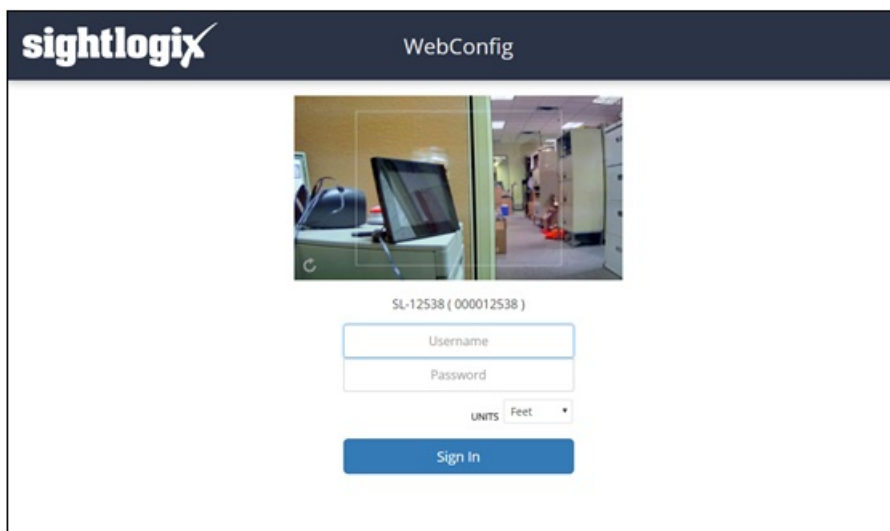 sightlogix
WebConfig
SL-12538 ( 000012538 )
Username
Password
UNITS Feet
Sign In